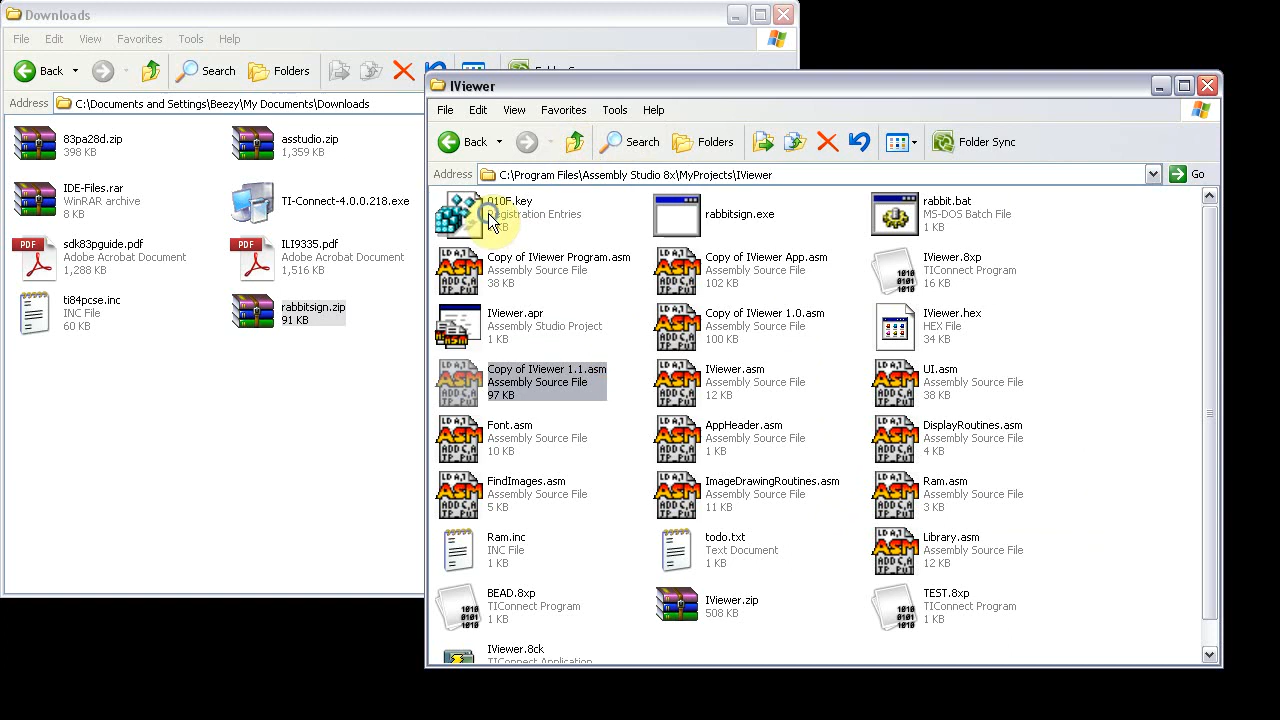 Downloads
File Edit View Favorites Tools Help
Back Search Folders
Address C:\Documents and Settings\Beezy\My Documents\Downloads
83pa28d.zip
398 KB
asstudio.zip
1,359 KB
IDE-Files.rar
WinRAR archive
8 KB
TI-Connect-4.0.0.218.exe
sdk83pguide.pdf
Adobe Acrobat Document
1,288 KB
ILI9335.pdf
Adobe Acrobat Document
1,516 KB
ti84pcse.inc
INC File
60 KB
rabbitsign.zip
91 KB
IViewer
File Edit View Favorites Tools Help
Back Search Folders Folder Sync
Address C:\Program Files\Assembly Studio 8x\MyProjects\IViewer Go
010F.key
Registration Entries
KB
rabbitsign.exe
rabbit.bat
MS-DOS Batch File
1 KB
Copy of IViewer Program.asm
Assembly Source File
38 KB
Copy of IViewer App.asm
Assembly Source File
102 KB
IViewer.8xp
TIConnect Program
16 KB
IViewer.apr
Assembly Studio Project
1 KB
Copy of IViewer 1.0.asm
Assembly Source File
100 KB
IViewer.hex
HEX File
34 KB
Copy of IViewer 1.1.asm
Assembly Source File
97 KB
IViewer.asm
Assembly Source File
12 KB
UI.asm
Assembly Source File
38 KB
Font.asm
Assembly Source File
10 KB
AppHeader.asm
Assembly Source File
1 KB
DisplayRoutines.asm
Assembly Source File
4 KB
FindImages.asm
Assembly Source File
5 KB
ImageDrawingRoutines.asm
Assembly Source File
11 KB
Ram.asm
Assembly Source File
3 KB
Ram.inc
INC File
1 KB
todo.txt
Text Document
1 KB
Library.asm
Assembly Source File
12 KB
BEAD.8xp
TIConnect Program
1 KB
IViewer.zip
508 KB
TEST.8xp
TIConnect Program
1 KB
IViewer.8ck
TIConnect Application